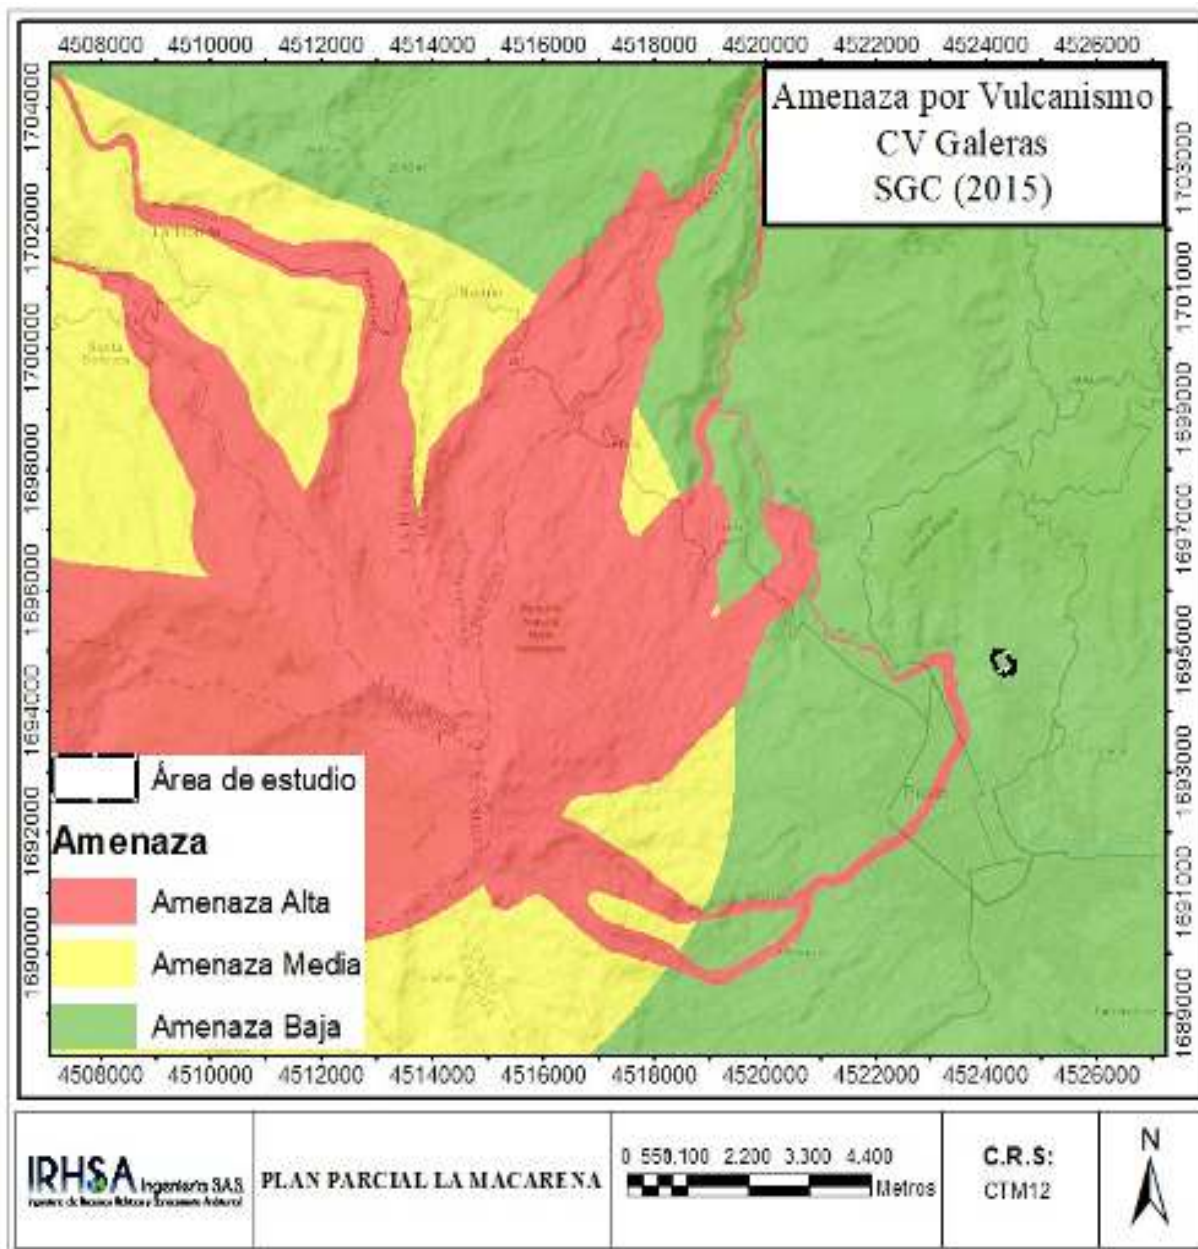 4508000 4510000 4512000 4514000 4516000 4518000 4520000 4522000 4524000 4526000
Amenaza por Vulcanismo
CV Galeras
SGC (2015)
1704000
1702000
1700000
1698000
1696000
1694000
1692000
1690000
1703000
1701000
1699000
1697000
1695000
1693000
1691000
1689000
Santa
Área de estudio
Amenaza
Amenaza Alta
Amenaza Media
Amenaza Baja
4508000 4510000 4512000 4514000 4516000 4518000 4520000 4522000 4524000 4526000
IRHSA Ingeniería S.A.S.
PLAN PARCIAL LA MACARENA
0 550 1.100 2.200 3.300 4.400
Metros
C.R.S:
CTM12
N